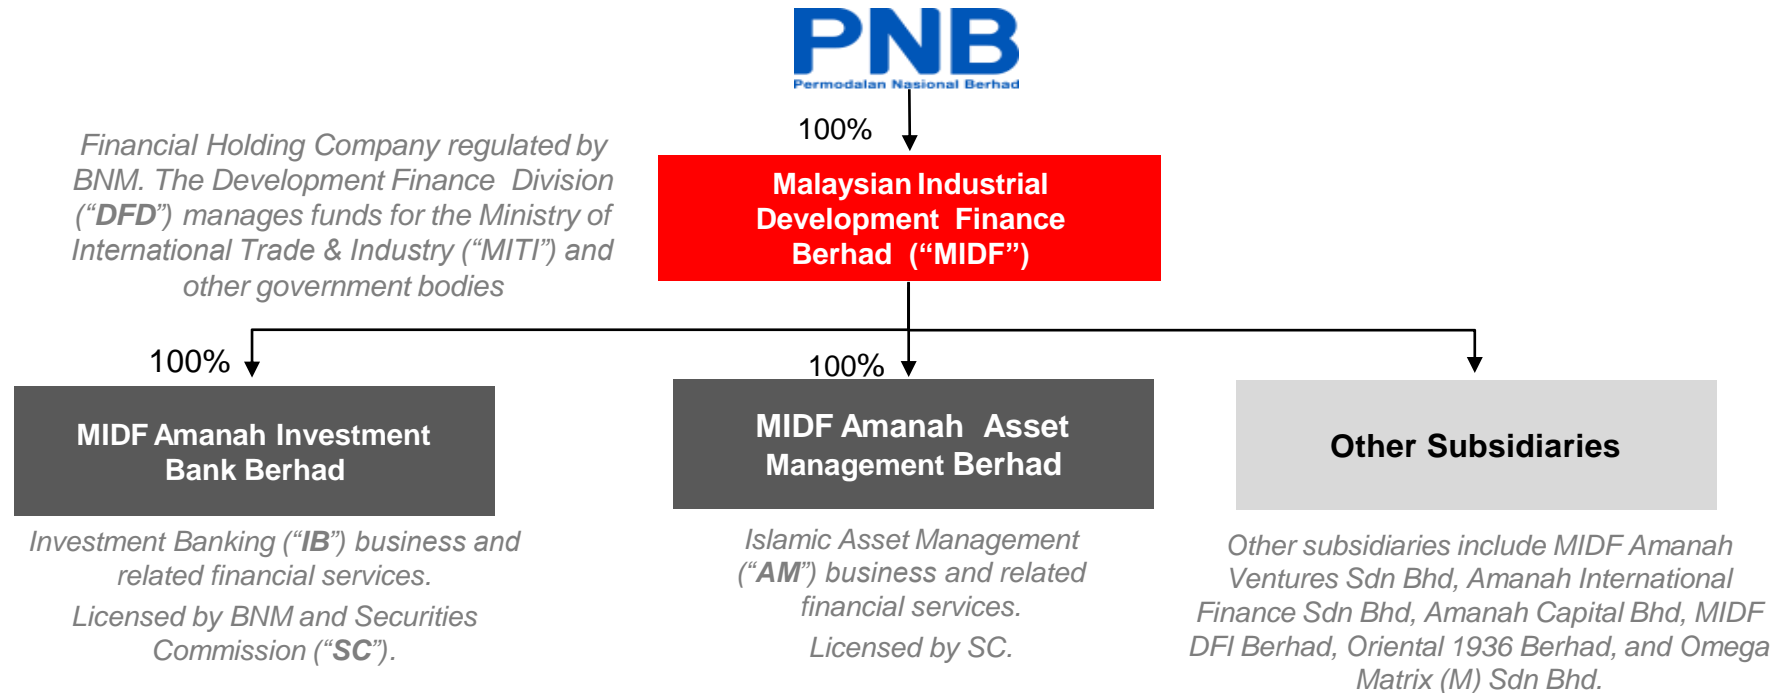 PNB
Permodalan Nasional Berhad
100%
Financial Holding Company regulated by
BNM. The Development Finance Division
(“DFD”) manages funds for the Ministry of
International Trade & Industry (“MITI”) and
other government bodies
Malaysian Industrial
Development Finance
Berhad (“MIDF”)
100%
MIDF Amanah Investment
Bank Berhad
Investment Banking (“IB”) business and
related financial services.
Licensed by BNM and Securities
Commission (“SC”).
100%
MIDF Amanah Asset
Management Berhad
Islamic Asset Management
(“AM”) business and related
financial services.
Licensed by SC.
Other Subsidiaries
Other subsidiaries include MIDF Amanah
Ventures Sdn Bhd, Amanah International
Finance Sdn Bhd, Amanah Capital Bhd, MIDF
DFI Berhad, Oriental 1936 Berhad, and Omega
Matrix (M) Sdn Bhd.